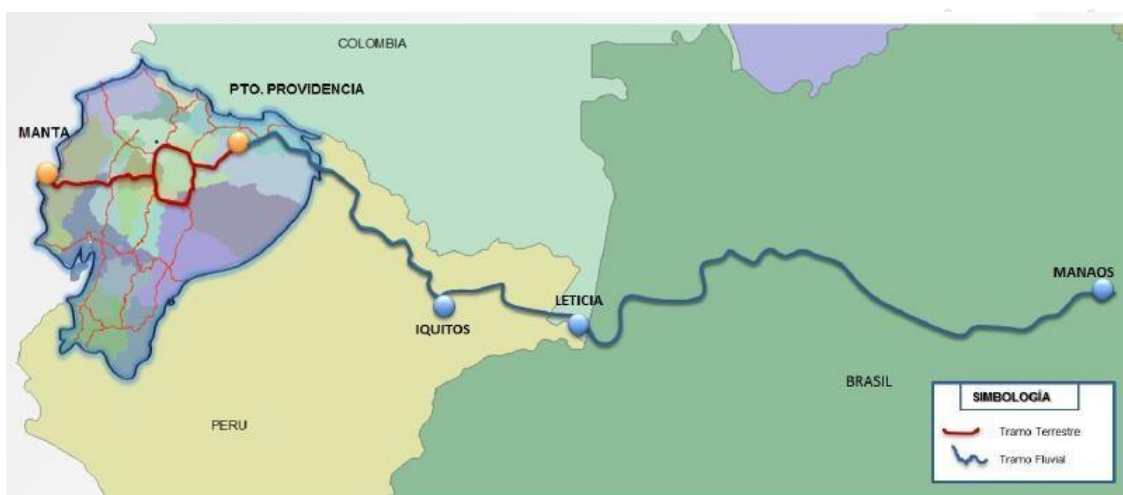 COLOMBIA
PTO. PROVIDENCIA
MANTA
MANAOS
LETICIA
IQUITOS
BRASIL
PERU
SIMBOLOGÍA
Tramo Terrestre
Tramo Fluvial